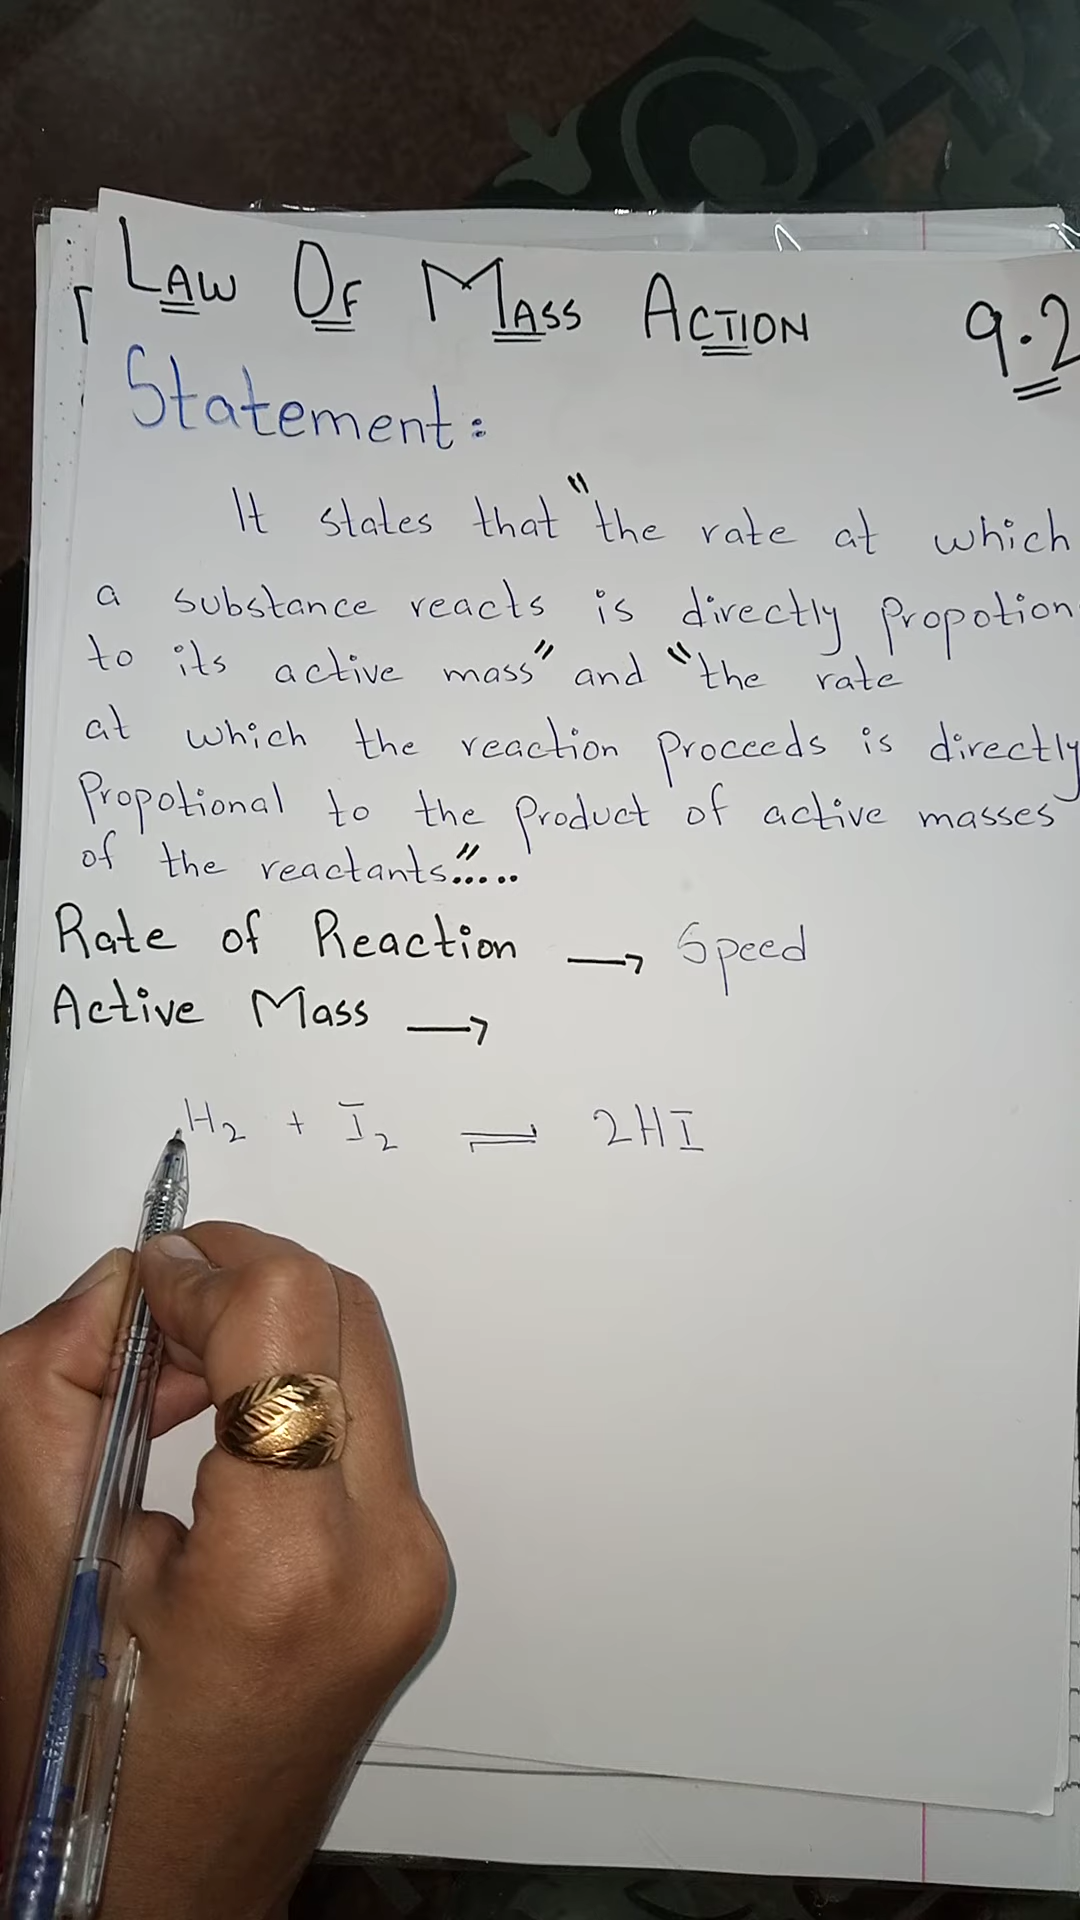 LAW OF MASS ACTION 9.2
Statement:
It states that "the rate at which
a substance reacts is directly propotion
to its active mass" and "the rate
at which the reaction proceeds is directly
Propotional to the product of active masses
of the reactants".....
Rate of Reaction → Speed
Active Mass →
H₂ + I₂ ⇌ 2HI